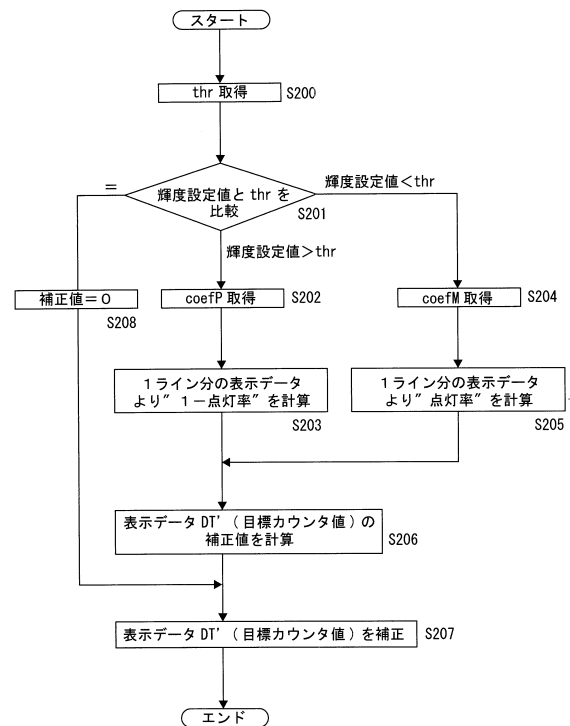 スタート
thr 取得
S200
輝度設定値と thr を
比較
S201
=
輝度設定値<thr
輝度設定値>thr
補正値=0
S208
coefP 取得
S202
coefM 取得
S204
1ライン分の表示データ
より"1-点灯率"を計算
S203
1ライン分の表示データ
より"点灯率"を計算
S205
表示データ DT' (目標カウンタ値)の
補正値を計算
S206
表示データ DT' (目標カウンタ値)を補正
S207
エンド